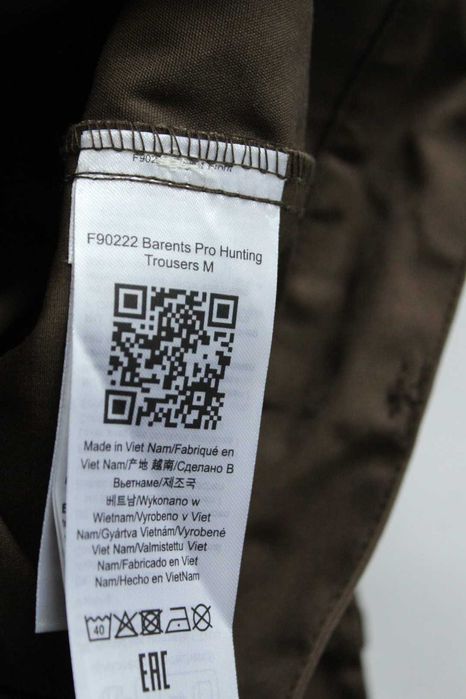 F90222 Barents Pro Hunting
Trousers M
Made in Viet Nam/Fabriqué en
Viet Nam/产地 越南/Сделано В
Вьетнаме/제조국
베트남/Wykonano w
Wietnam/Vyrobeno v Viet
Nam/Gyártva Vietnám/Vyrobené
Viet Nam/Valmistettu Viet
Nam/Fabricado en Viet
Nam/Hecho en VietNam
40
EAC